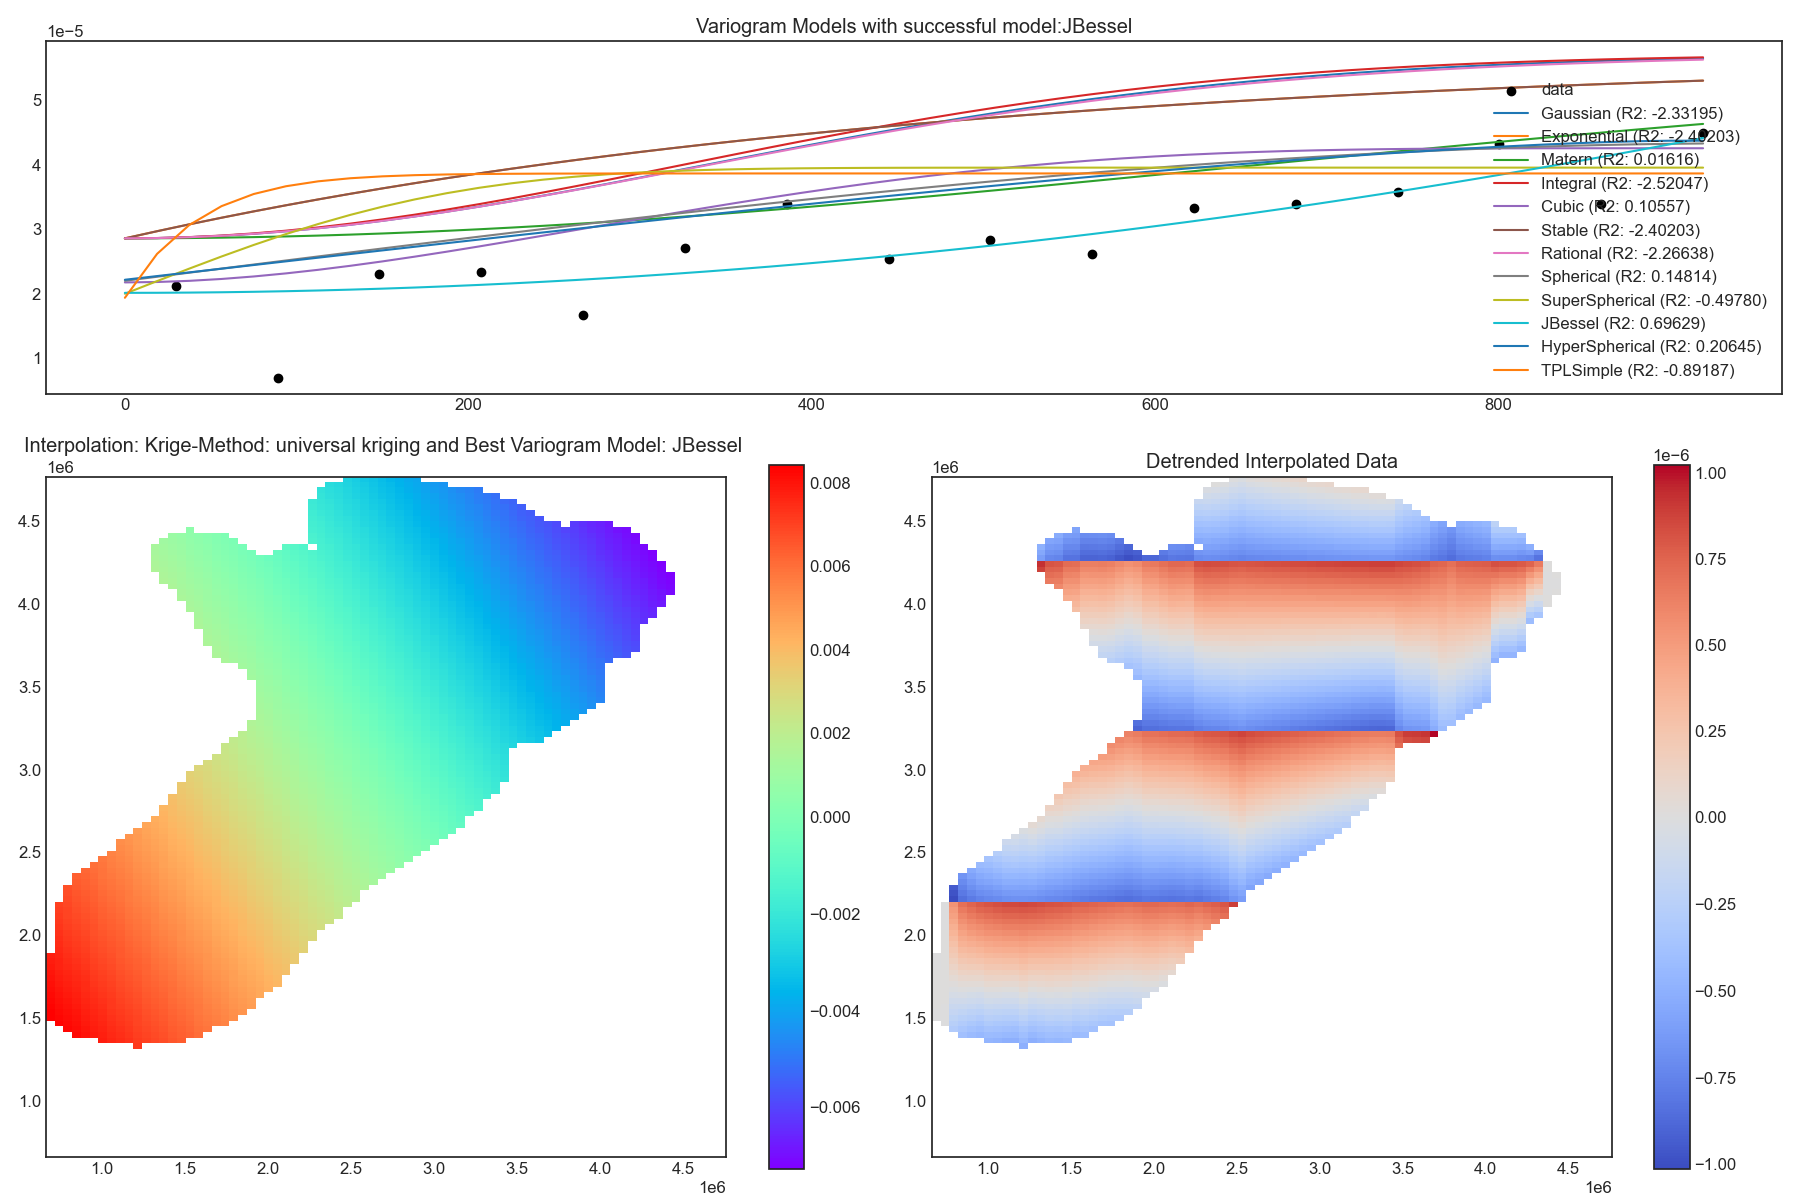 Variogram Models with successful model:JBessel
1e−5
5
4
3
2
1
0
200
400
600
800
data
Gaussian (R2: -2.33195)
Exponential (R2: -2.40203)
Matern (R2: 0.01616)
Integral (R2: -2.52047)
Cubic (R2: 0.10557)
Stable (R2: -2.40203)
Rational (R2: -2.26638)
Spherical (R2: 0.14814)
SuperSpherical (R2: -0.49780)
JBessel (R2: 0.69629)
HyperSpherical (R2: 0.20645)
TPLSimple (R2: -0.89187)
Interpolation: Krige-Method: universal kriging and Best Variogram Model: JBessel
1e6
4.5
4.0
3.5
3.0
2.5
2.0
1.5
1.0
1.0
1.5
2.0
2.5
3.0
3.5
4.0
4.5
1e6
0.008
0.006
0.004
0.002
0.000
−0.002
−0.004
−0.006
Detrended Interpolated Data
1e6
4.5
4.0
3.5
3.0
2.5
2.0
1.5
1.0
1.0
1.5
2.0
2.5
3.0
3.5
4.0
4.5
1e6
1e−6
1.00
0.75
0.50
0.25
0.00
−0.25
−0.50
−0.75
−1.00